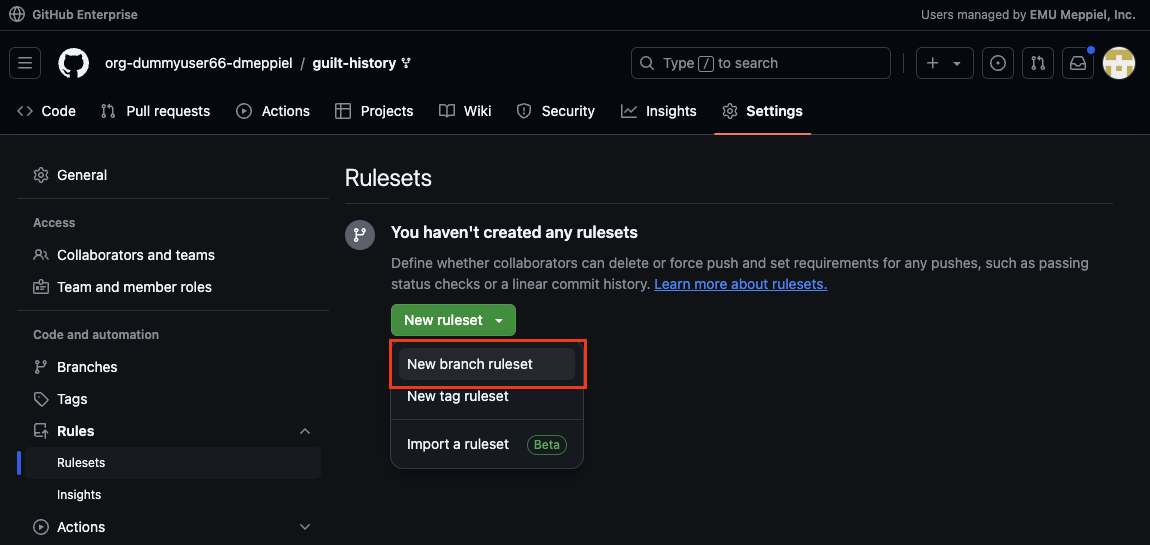 GitHub Enterprise
Users managed by EMU Meppiel, Inc.
org-dummyuser66-dmeppiel / guilt-history
Type / to search
Code
Pull requests
Actions
Projects
Wiki
Security
Insights
Settings
General
Access
Collaborators and teams
Team and member roles
Code and automation
Branches
Tags
Rules
Rulesets
Insights
Actions
Rulesets
You haven't created any rulesets
Define whether collaborators can delete or force push and set requirements for any pushes, such as passing
status checks or a linear commit history. Learn more about rulesets.
New ruleset
New branch ruleset
New tag ruleset
Import a ruleset Beta